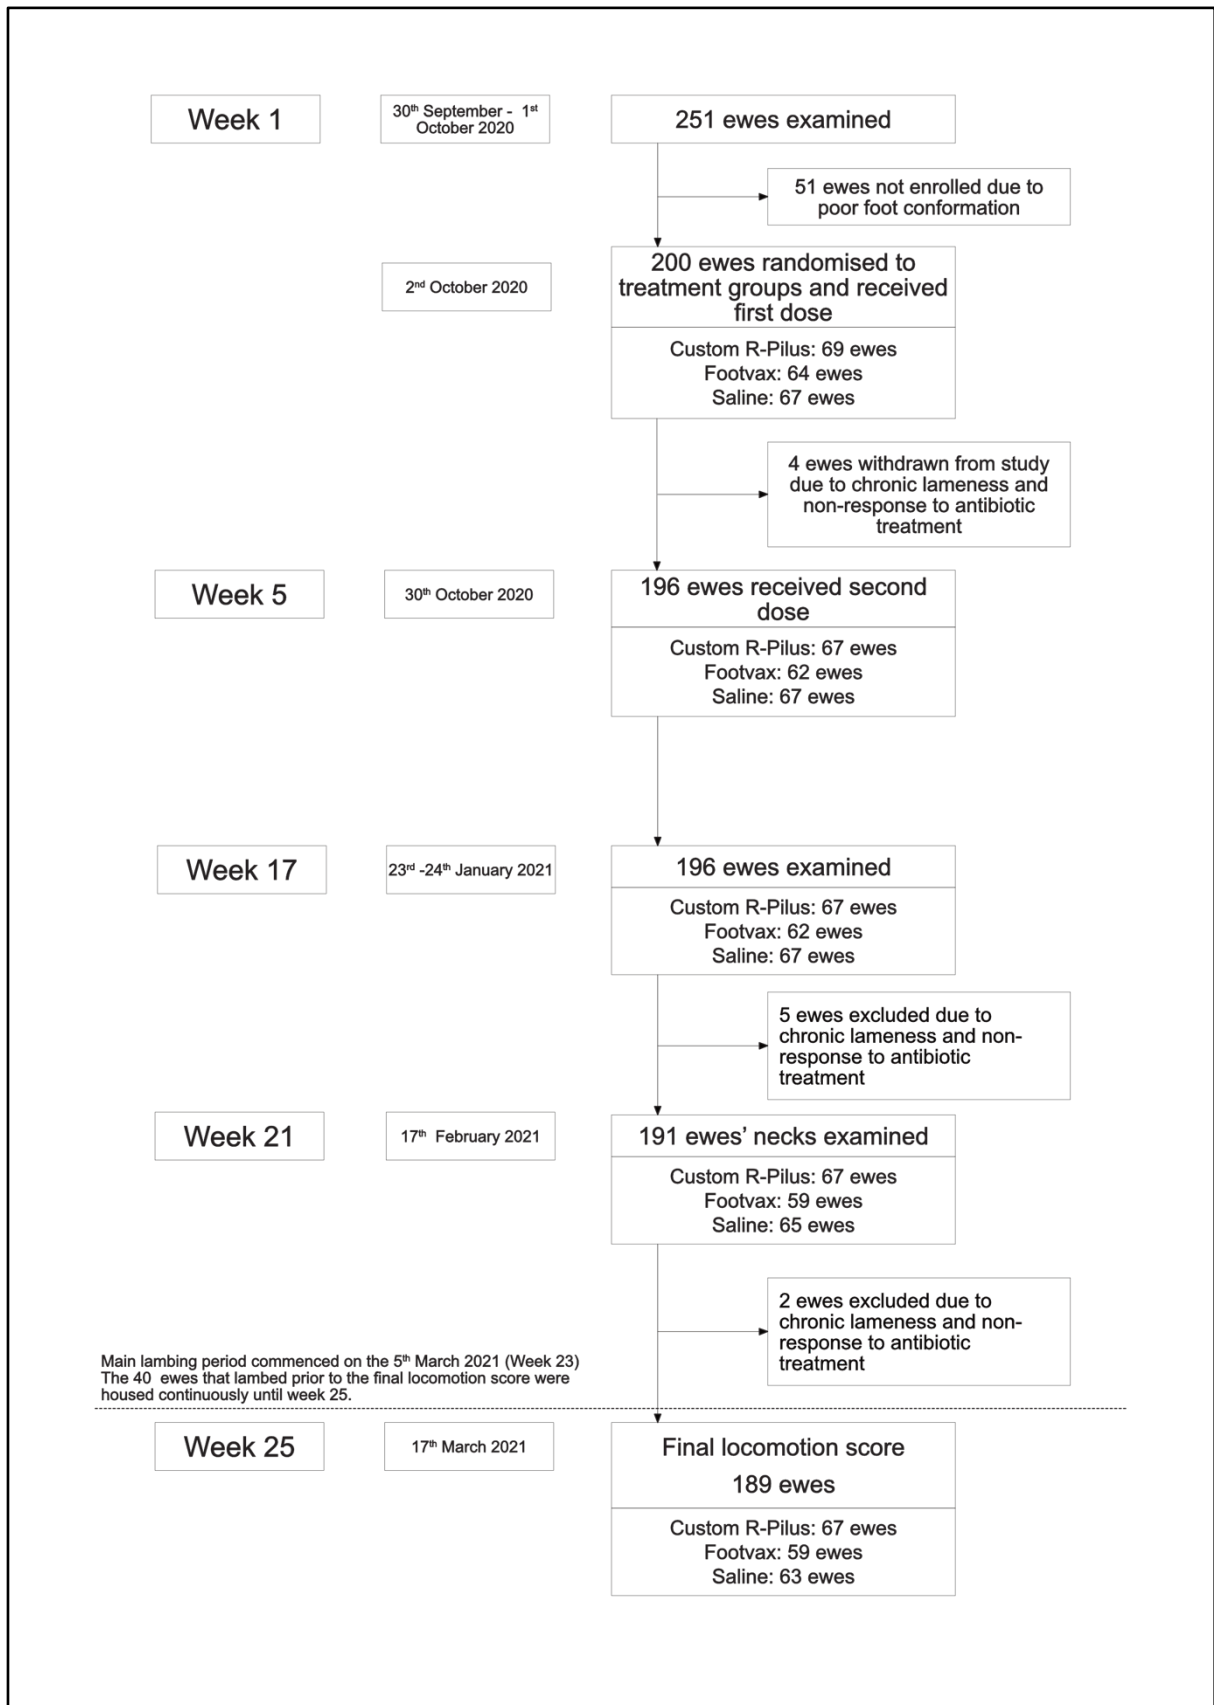 Week 1
30th September - 1st
October 2020
251 ewes examined
51 ewes not enrolled due to
poor foot conformation
2nd October 2020
200 ewes randomised to
treatment groups and received
first dose
Custom R-Pilus: 69 ewes
Footvax: 64 ewes
Saline: 67 ewes
4 ewes withdrawn from study
due to chronic lameness and
non-response to antibiotic
treatment
Week 5
30th October 2020
196 ewes received second
dose
Custom R-Pilus: 67 ewes
Footvax: 62 ewes
Saline: 67 ewes
Week 17
23rd -24th January 2021
196 ewes examined
Custom R-Pilus: 67 ewes
Footvax: 62 ewes
Saline: 67 ewes
5 ewes excluded due to
chronic lameness and non-
response to antibiotic
treatment
Week 21
17th February 2021
191 ewes’ necks examined
Custom R-Pilus: 67 ewes
Footvax: 59 ewes
Saline: 65 ewes
2 ewes excluded due to
chronic lameness and non-
response to antibiotic
treatment
Main lambing period commenced on the 5th March 2021 (Week 23)
The 40 ewes that lambed prior to the final locomotion score were
housed continuously until week 25.
Week 25
17th March 2021
Final locomotion score
189 ewes
Custom R-Pilus: 67 ewes
Footvax: 59 ewes
Saline: 63 ewes